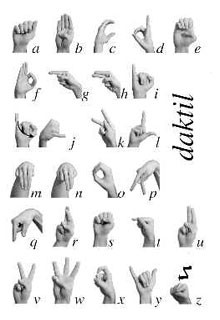 a b c d e
f g h i
j k l
m n o p
q r s t u
v w x y z
daktil